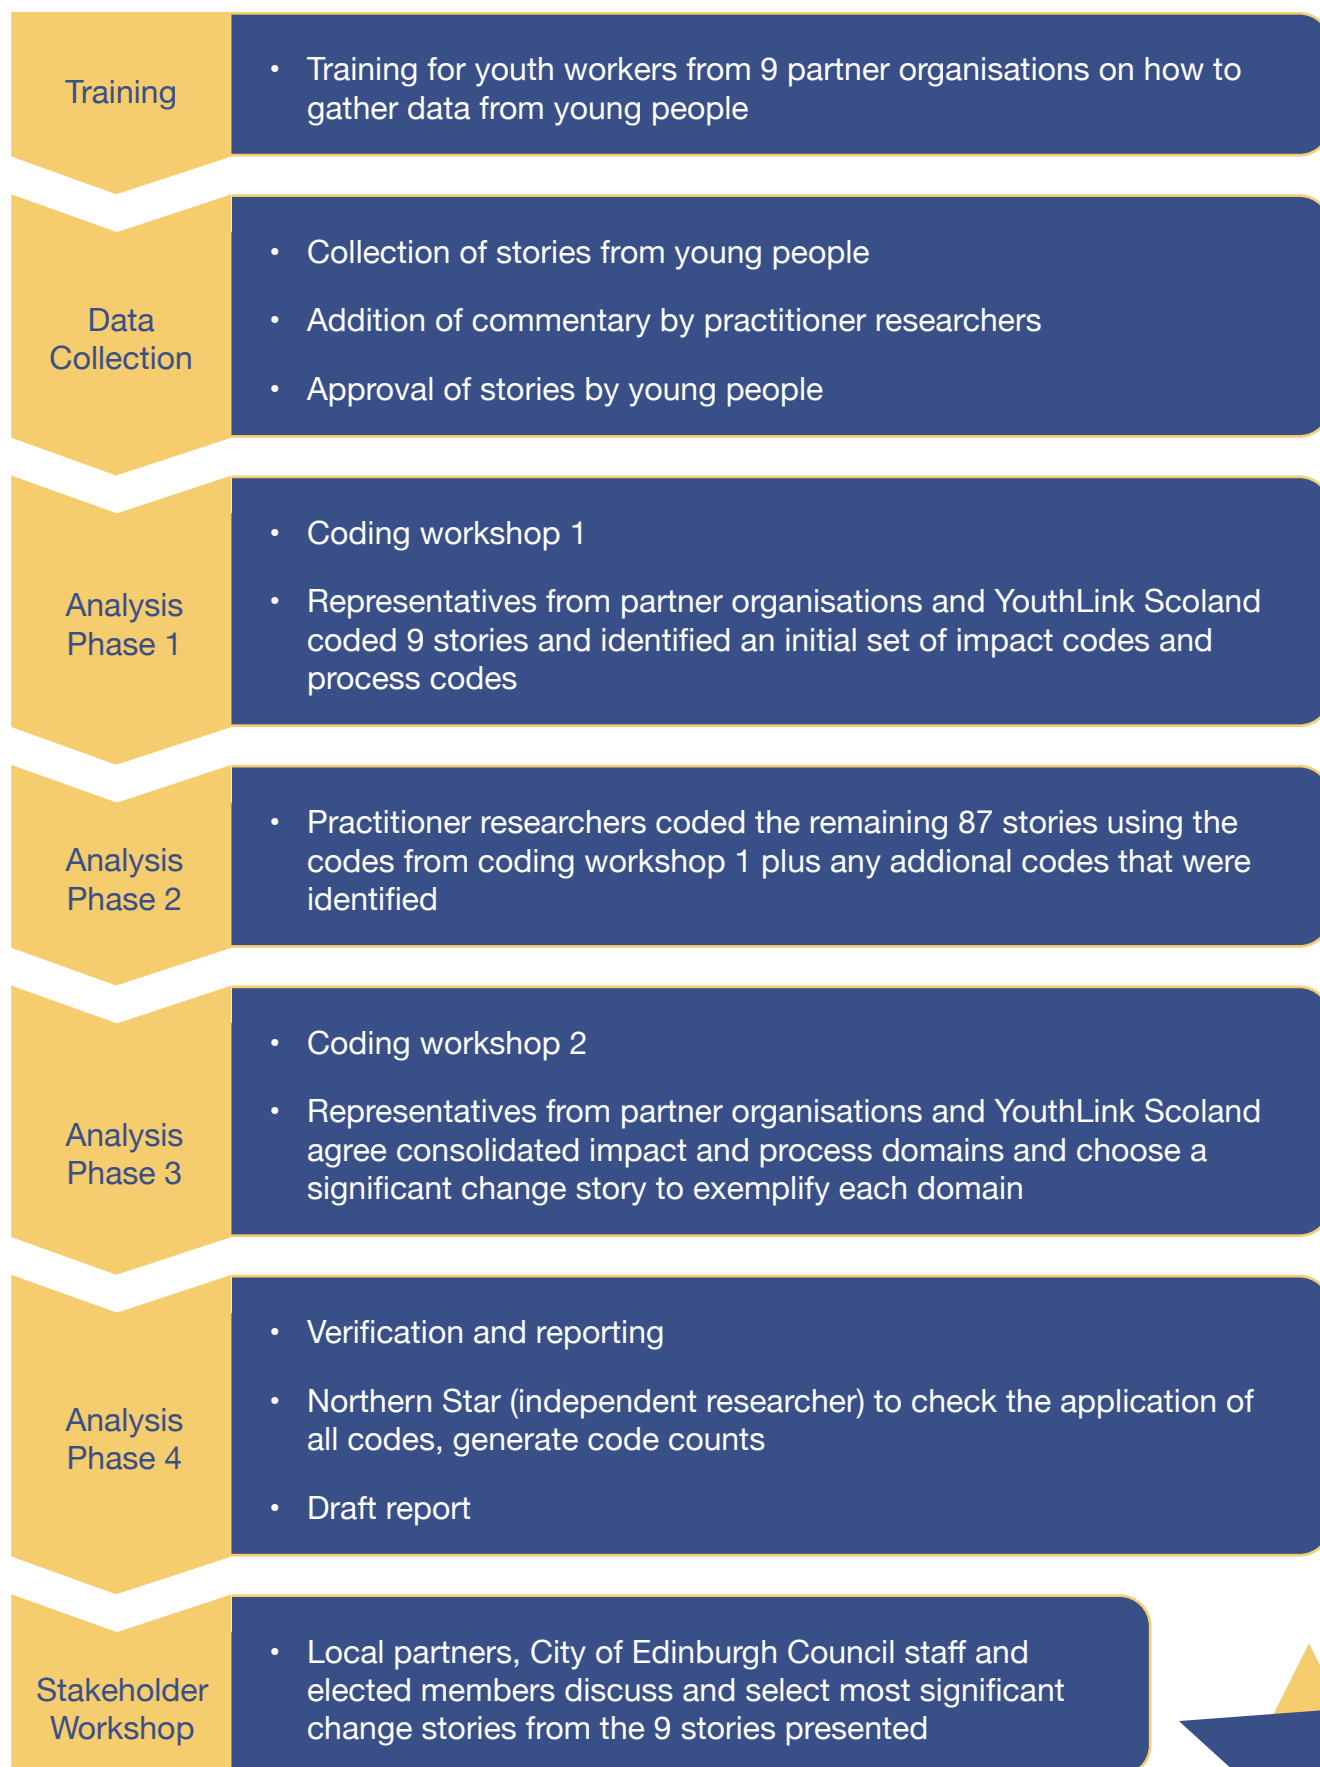 Training
• Training for youth workers from 9 partner organisations on how to
gather data from young people
Data
Collection
• Collection of stories from young people
• Addition of commentary by practitioner researchers
• Approval of stories by young people
Analysis
Phase 1
• Coding workshop 1
• Representatives from partner organisations and YouthLink Scoland
coded 9 stories and identified an initial set of impact codes and
process codes
Analysis
Phase 2
• Practitioner researchers coded the remaining 87 stories using the
codes from coding workshop 1 plus any addional codes that were
identified
Analysis
Phase 3
• Coding workshop 2
• Representatives from partner organisations and YouthLink Scoland
agree consolidated impact and process domains and choose a
significant change story to exemplify each domain
Analysis
Phase 4
• Verification and reporting
• Northern Star (independent researcher) to check the application of
all codes, generate code counts
• Draft report
Stakeholder
Workshop
• Local partners, City of Edinburgh Council staff and
elected members discuss and select most significant
change stories from the 9 stories presented